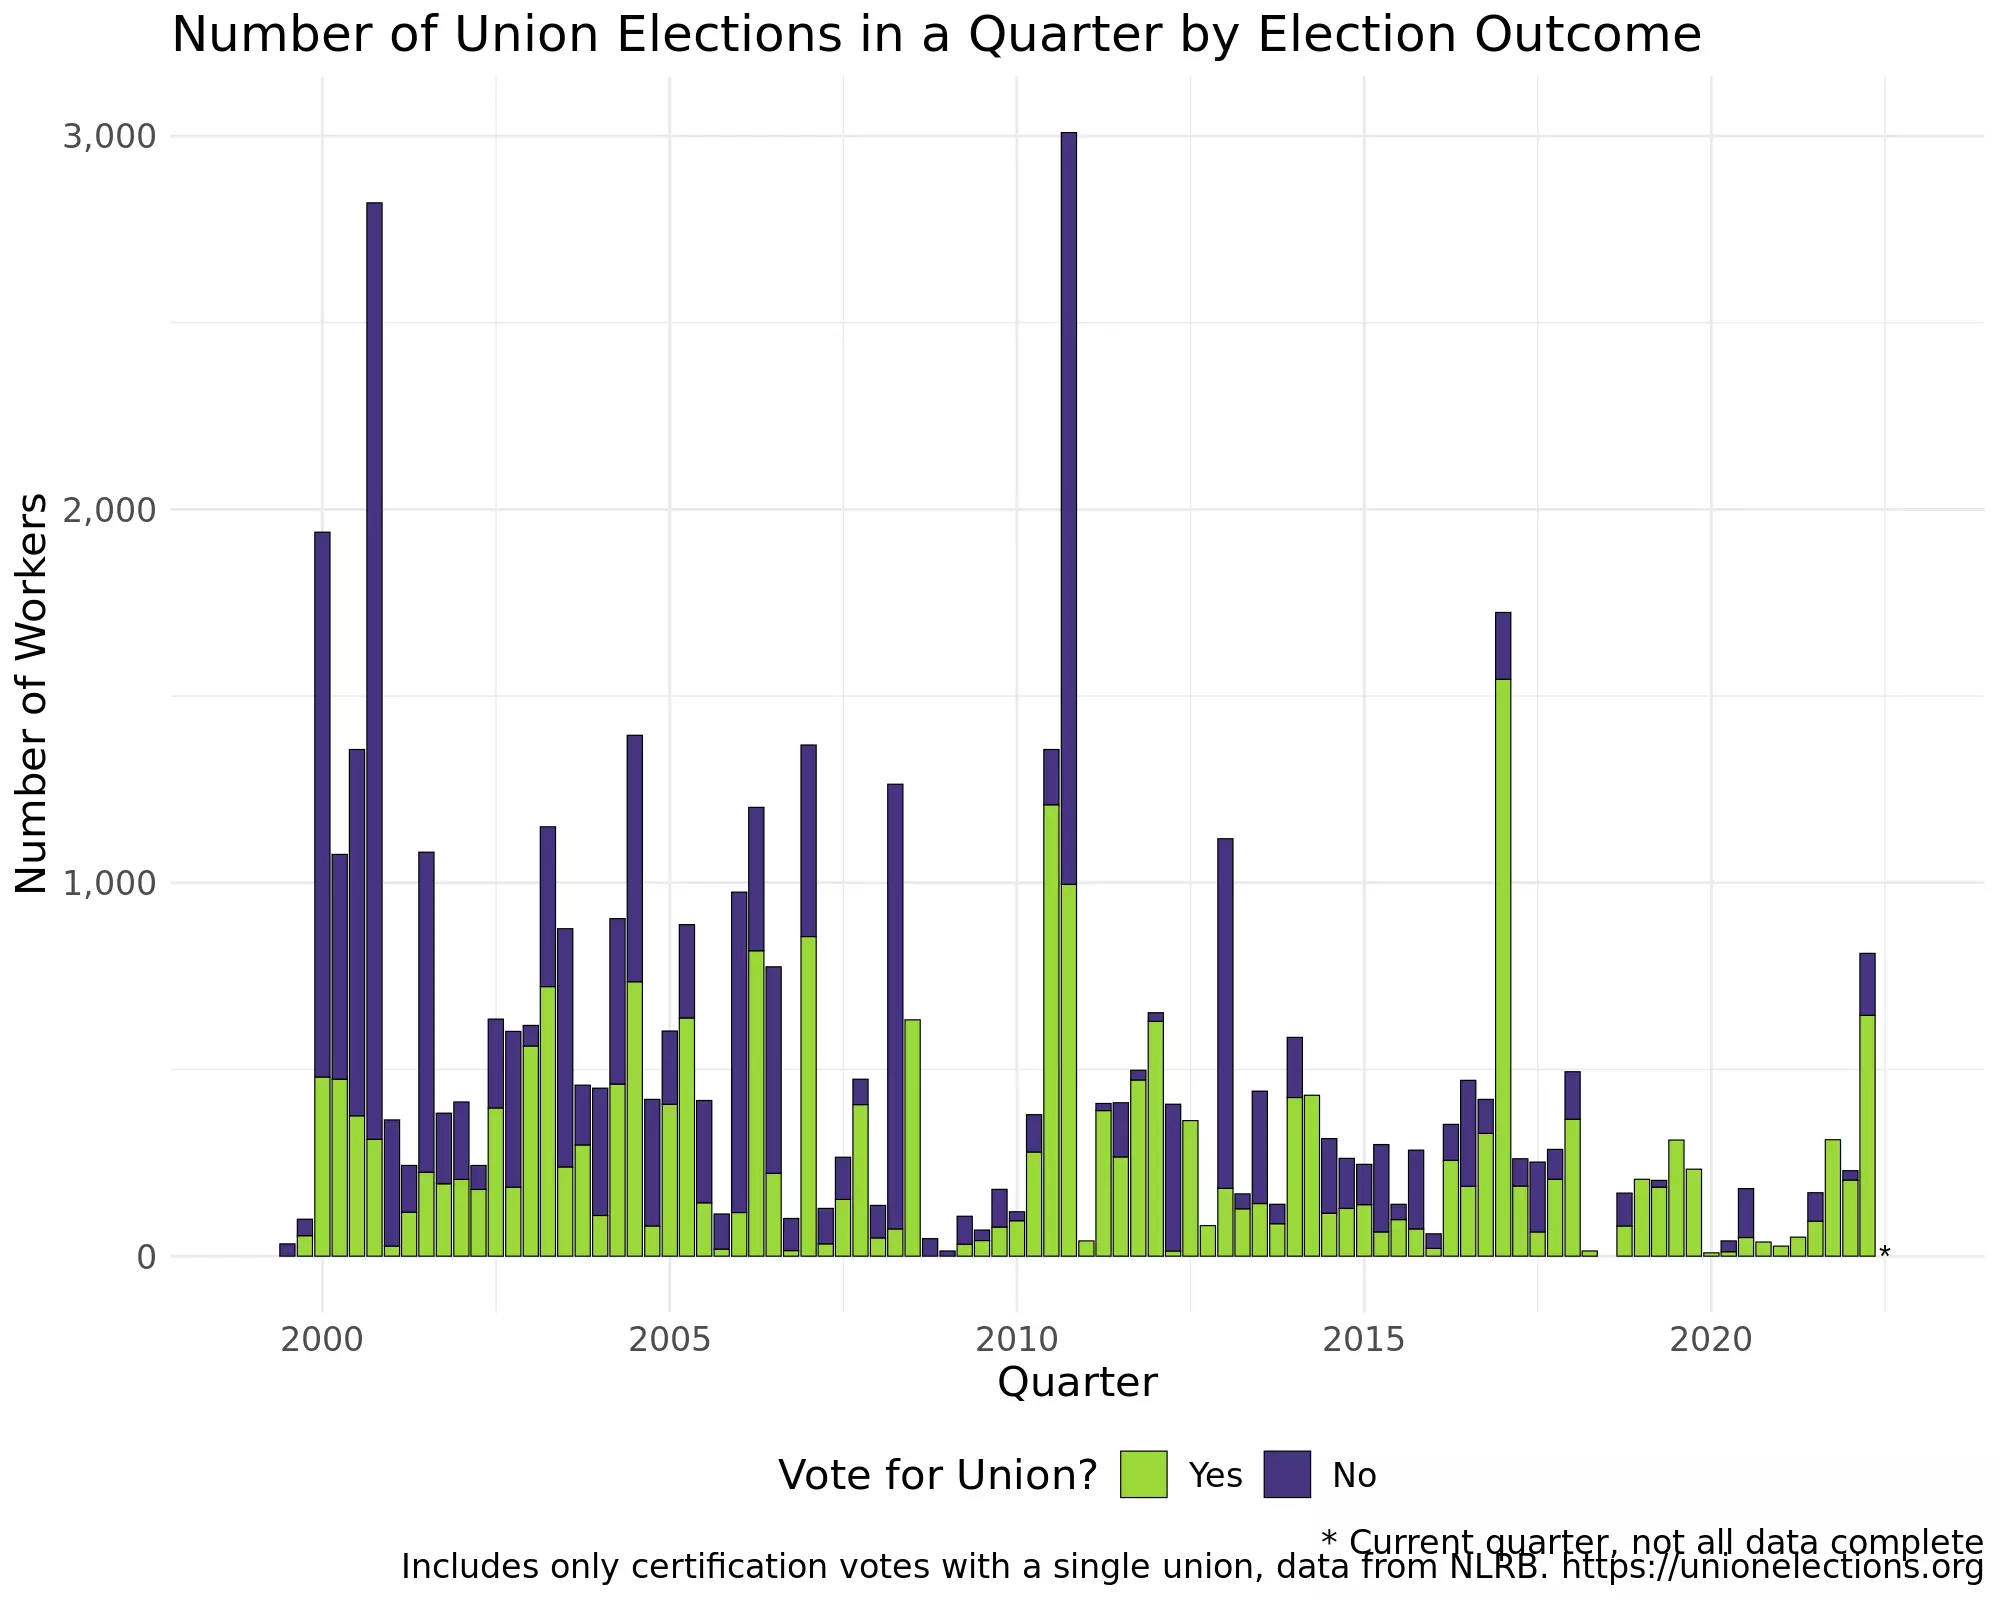 Number of Union Elections in a Quarter by Election Outcome
3,000
2,000
1,000
0
Number of Workers
*
2000 2005 2010 2015 2020
Quarter
Vote for Union? Yes No
* Current quarter, not all data complete
Includes only certification votes with a single union, data from NLRB. https://unionelections.org